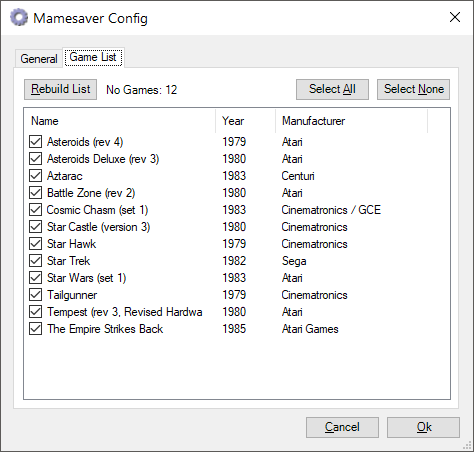 Mamesaver Config
General Game List
Rebuild List No Games: 12 Select All Select None
Name Year Manufacturer
Asteroids (rev 4) 1979 Atari
Asteroids Deluxe (rev 3) 1980 Atari
Aztarac 1983 Centuri
Battle Zone (rev 2) 1980 Atari
Cosmic Chasm (set 1) 1983 Cinematronics / GCE
Star Castle (version 3) 1980 Cinematronics
Star Hawk 1979 Cinematronics
Star Trek 1982 Sega
Star Wars (set 1) 1983 Atari
Tailgunner 1979 Cinematronics
Tempest (rev 3, Revised Hardwa 1980 Atari
The Empire Strikes Back 1985 Atari Games
Cancel Ok